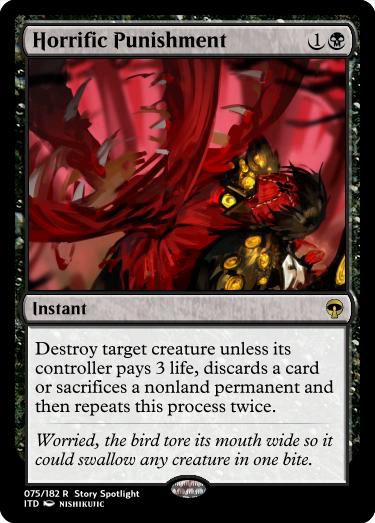 Horrific Punishment 1
Instant
Destroy target creature unless its
controller pays 3 life, discards a card
or sacrifices a nonland permanent and
then repeats this process twice.
Worried, the bird tore its mouth wide so it
could swallow any creature in one bite.
075/182 R Story Spotlight
ITD NISHIKUJIC